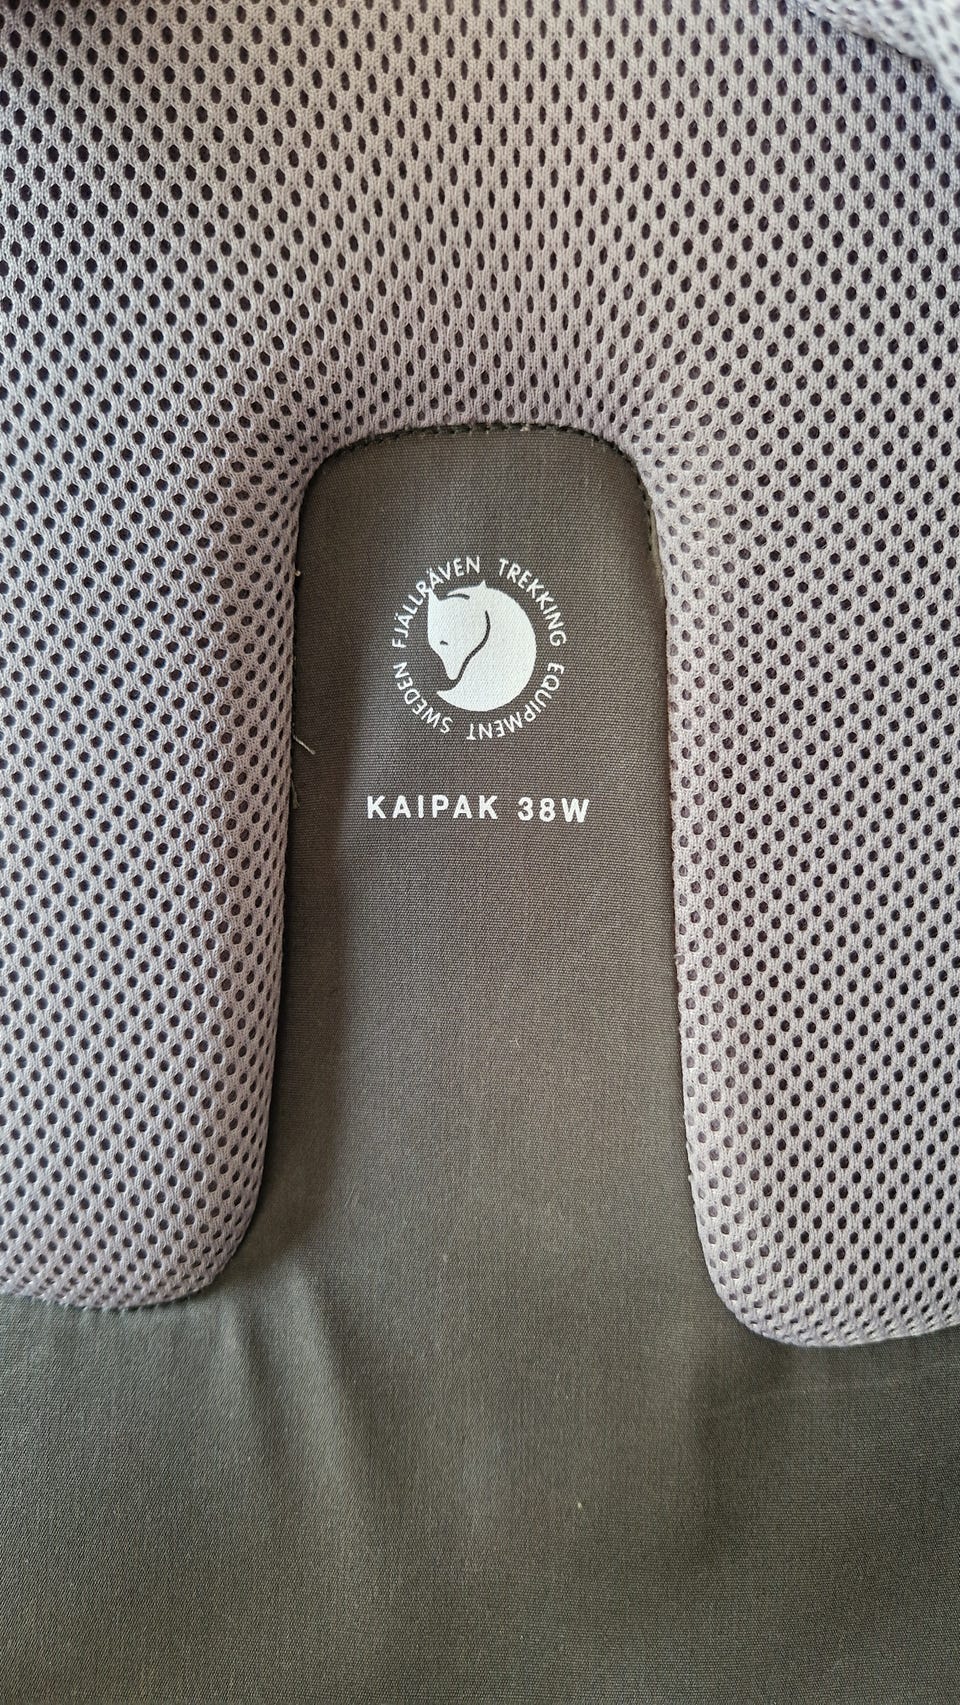 FJÄLLRÄVEN TREKKING EQUIPMENT SWEDEN
KAIPAK 38W